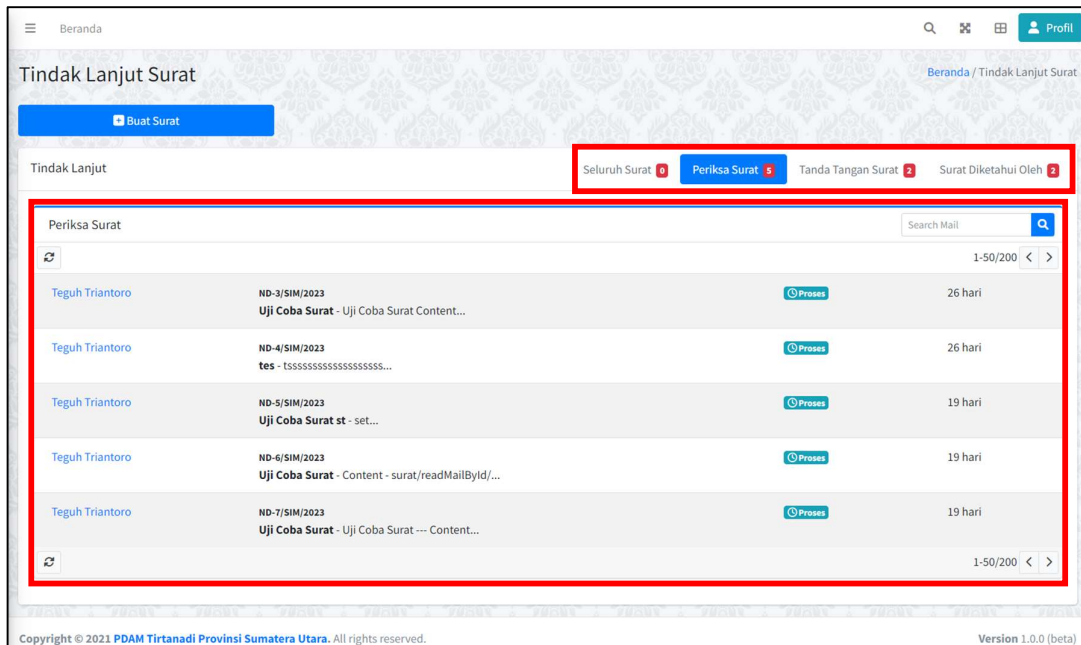 Beranda
Profil
Tindak Lanjut Surat
Beranda / Tindak Lanjut Surat
Buat Surat
Tindak Lanjut
Seluruh Surat 0 Periksa Surat 5 Tanda Tangan Surat 2 Surat Diketahui Oleh 2
Periksa Surat
Search Mail
1-50/200
Teguh Triantoro ND-3/SIM/2023 Proses 26 hari
Uji Coba Surat - Uji Coba Surat Content...
Teguh Triantoro ND-4/SIM/2023 Proses 26 hari
tes - tsssssssssssssssssss...
Teguh Triantoro ND-5/SIM/2023 Proses 19 hari
Uji Coba Surat st - set...
Teguh Triantoro ND-6/SIM/2023 Proses 19 hari
Uji Coba Surat - Content - surat/readMailById/...
Teguh Triantoro ND-7/SIM/2023 Proses 19 hari
Uji Coba Surat - Uji Coba Surat --- Content...
1-50/200
Copyright © 2021 PDAM Tirtanadi Provinsi Sumatera Utara. All rights reserved. Version 1.0.0 (beta)